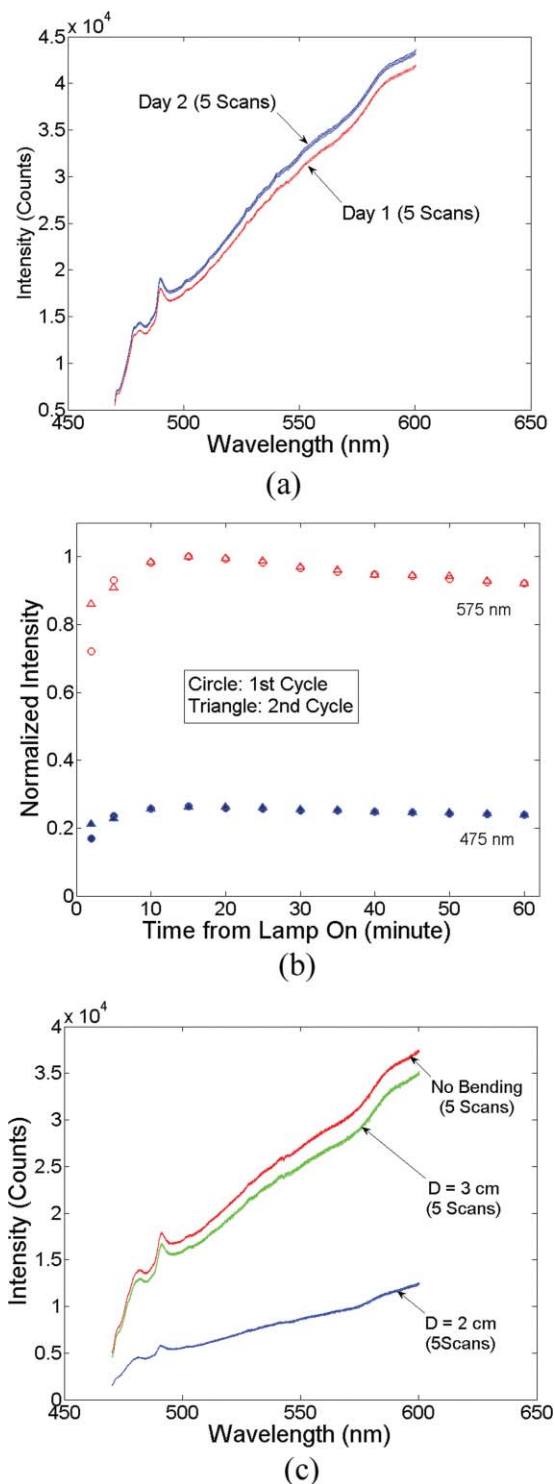 × 10⁴
4.5
4
3.5
3
2.5
2
1.5
1
0.5
450 500 550 600 650
Intensity (Counts)
Wavelength (nm)
Day 2 (5 Scans)
Day 1 (5 Scans)
(a)
1
0.8
0.6
0.4
0.2
0
0 10 20 30 40 50 60
Normalized Intensity
Time from Lamp On (minute)
575 nm
Circle: 1st Cycle
Triangle: 2nd Cycle
475 nm
(b)
× 10⁴
4
3.5
3
2.5
2
1.5
1
0.5
0
450 500 550 600 650
Intensity (Counts)
Wavelength (nm)
No Bending
(5 Scans)
D = 3 cm
(5 Scans)
D = 2 cm
(5Scans)
(c)